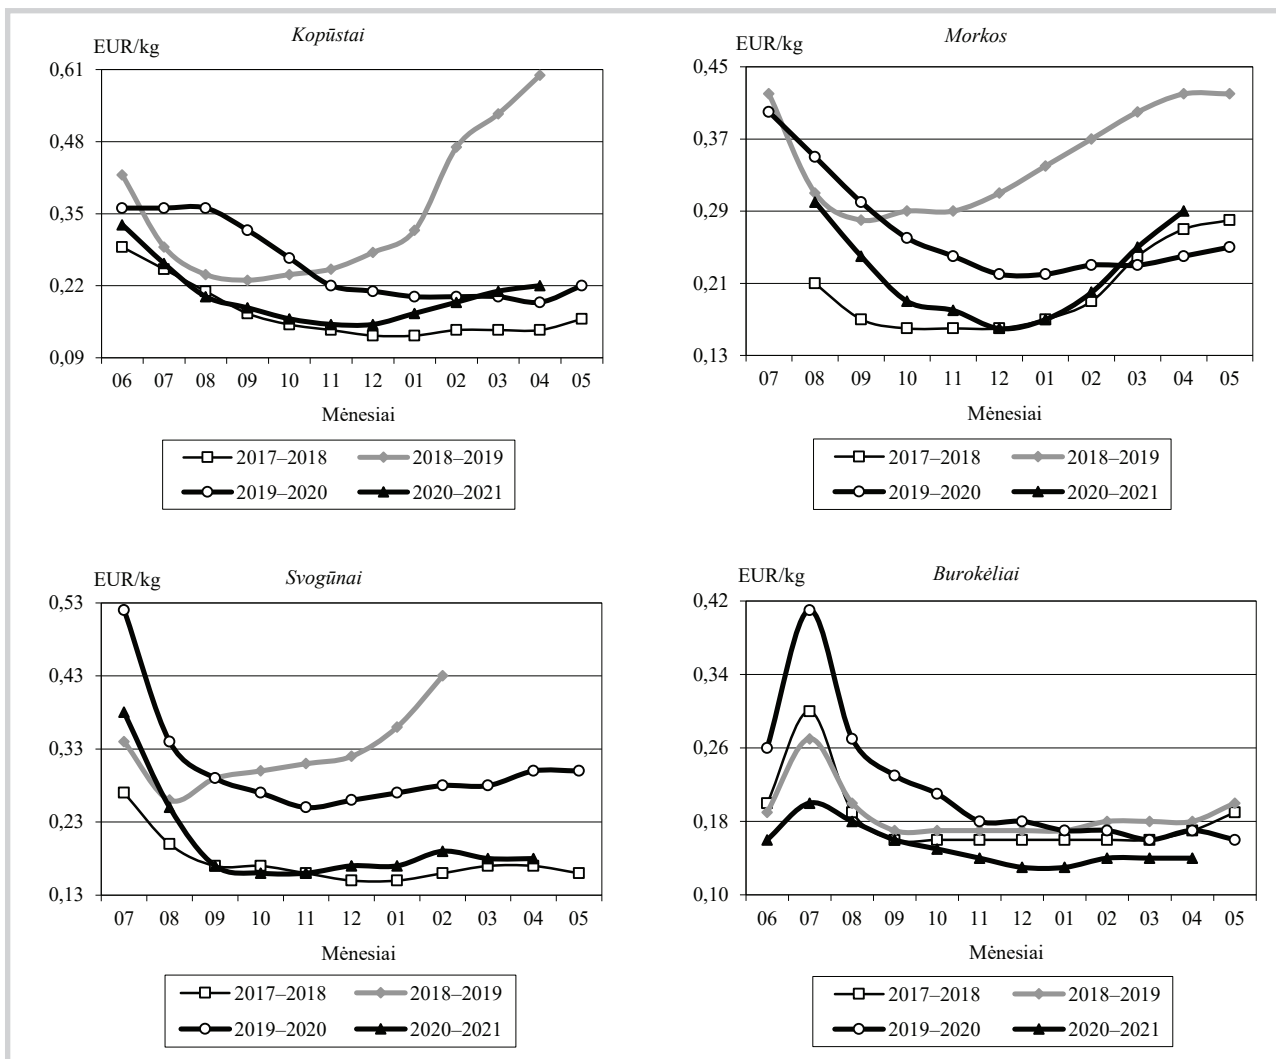 Kopūstai
EUR/kg
0,61
0,48
0,35
0,22
0,09
06 07 08 09 10 11 12 01 02 03 04 05
Mėnesiai
2017–2018 2018–2019
2019–2020 2020–2021
Morkos
EUR/kg
0,45
0,37
0,29
0,21
0,13
07 08 09 10 11 12 01 02 03 04 05
Mėnesiai
2017–2018 2018–2019
2019–2020 2020–2021
Svogūnai
EUR/kg
0,53
0,43
0,33
0,23
0,13
07 08 09 10 11 12 01 02 03 04 05
Mėnesiai
2017–2018 2018–2019
2019–2020 2020–2021
Burokėliai
EUR/kg
0,42
0,34
0,26
0,18
0,10
06 07 08 09 10 11 12 01 02 03 04 05
Mėnesiai
2017–2018 2018–2019
2019–2020 2020–2021